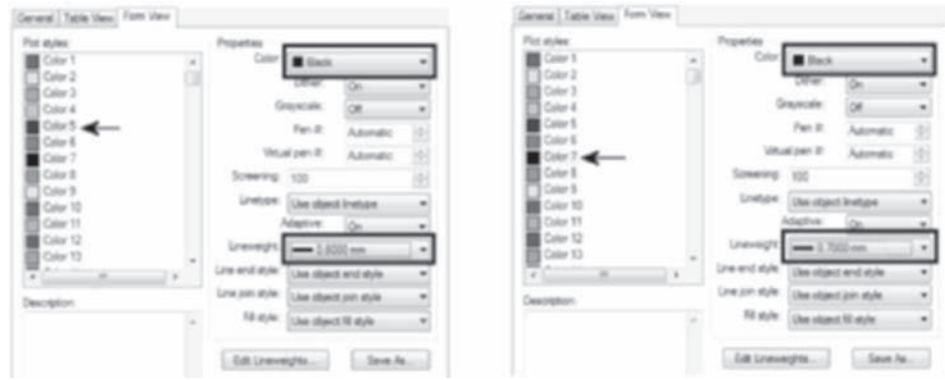 General Table View Form View
Plot styles:
Color 1
Color 2
Color 3
Color 4
Color 5
Color 6
Color 7
Color 8
Color 9
Color 10
Color 11
Color 12
Color 13
Description:
Properties
Color: Black
Dither: On
Grayscale: Off
Pen #: Automatic
Virtual pen #: Automatic
Screening: 100
Linetype: Use object linetype
Adaptive: On
Lineweight: 0.8000 mm
Line end style: Use object end style
Line join style: Use object join style
Fill style: Use object fill style
Edit Lineweights... Save As...
General Table View Form View
Plot styles:
Color 1
Color 2
Color 3
Color 4
Color 5
Color 6
Color 7
Color 8
Color 9
Color 10
Color 11
Color 12
Color 13
Description:
Properties
Color: Black
Dither: On
Grayscale: Off
Pen #: Automatic
Virtual pen #: Automatic
Screening: 100
Linetype: Use object linetype
Adaptive: On
Lineweight: 0.7000 mm
Line end style: Use object end style
Line join style: Use object join style
Fill style: Use object fill style
Edit Lineweights... Save As...